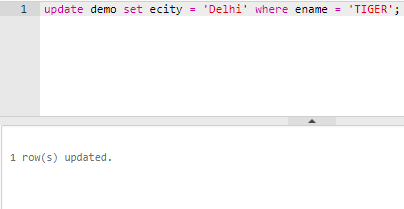 1 update demo set ecity = 'Delhi' where ename = 'TIGER';
1 row(s) updated.